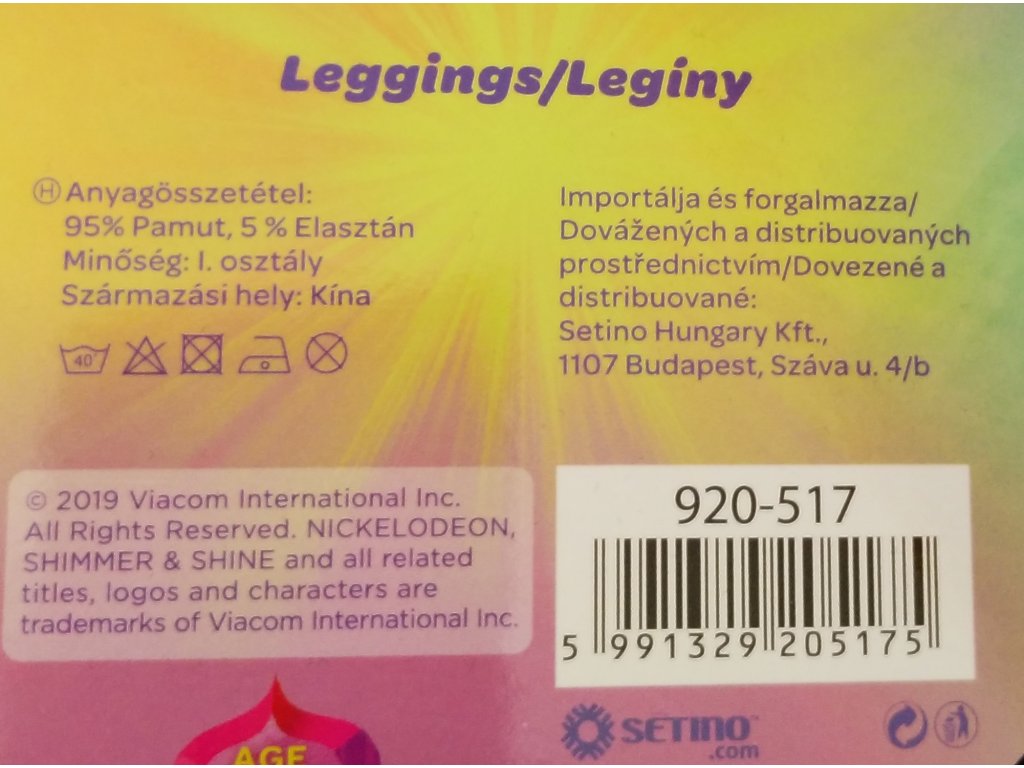 Leggings/Legíny
Ⓗ Anyagösszetétel:
95% Pamut, 5 % Elasztán
Minőség: I. osztály
Származási hely: Kína
40°
Importálja és forgalmazza/
Dovážených a distribuovaných
prostřednictvím/Dovezené a
distribuované:
Setino Hungary Kft.,
1107 Budapest, Száva u. 4/b
© 2019 Viacom International Inc.
All Rights Reserved. NICKELODEON,
SHIMMER & SHINE and all related
titles, logos and characters are
trademarks of Viacom International Inc.
920-517
5 991329 205175
AGE
SETINO™
.com